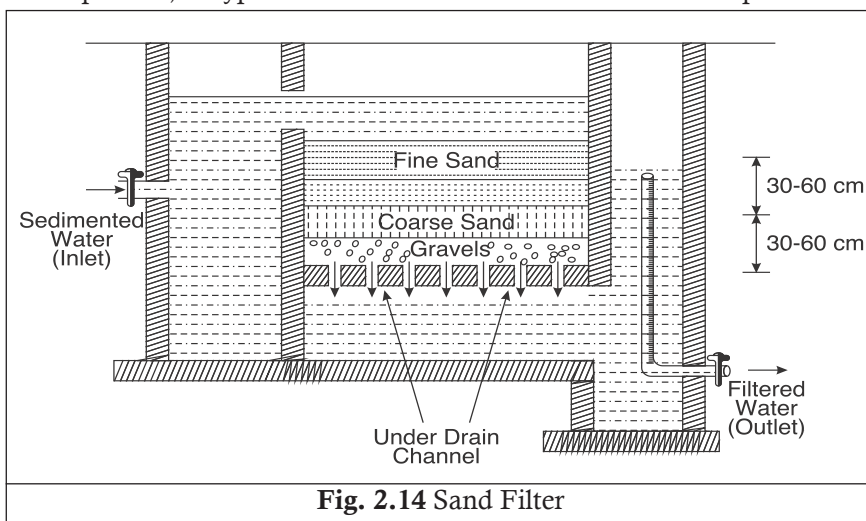 Fine Sand
Coarse Sand
Gravels
30-60 cm
30-60 cm
Sedimented
Water
(Inlet)
Filtered
Water
(Outlet)
Under Drain
Channel
Fig. 2.14 Sand Filter